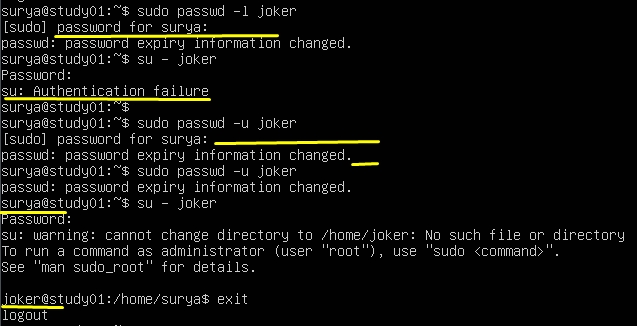 surya@study01:~$ sudo passwd -l joker
[sudo] password for surya:
passwd: password expiry information changed.
surya@study01:~$ su - joker
Password:
su: Authentication failure
surya@study01:~$
surya@study01:~$ sudo passwd -u joker
[sudo] password for surya:
passwd: password expiry information changed.
surya@study01:~$ sudo passwd -u joker
passwd: password expiry information changed.
surya@study01:~$ su - joker
Password:
su: warning: cannot change directory to /home/joker: No such file or directory
To run a command as administrator (user "root"), use "sudo <command>".
See "man sudo_root" for details.
joker@study01:/home/surya$ exit
logout